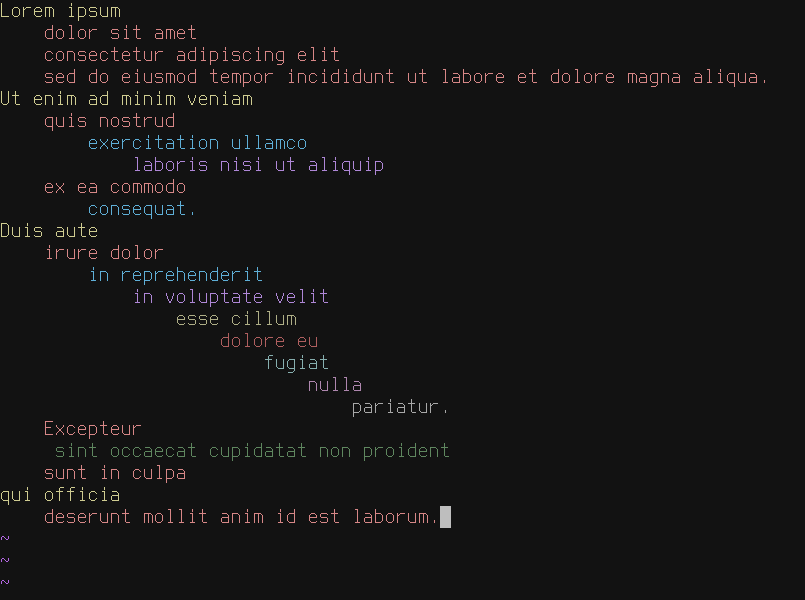 Lorem ipsum
    dolor sit amet
    consectetur adipiscing elit
    sed do eiusmod tempor incididunt ut labore et dolore magna aliqua.
Ut enim ad minim veniam
    quis nostrud
        exercitation ullamco
            laboris nisi ut aliquip
    ex ea commodo
        consequat.
Duis aute
    irure dolor
        in reprehenderit
            in voluptate velit
                esse cillum
                    dolore eu
                        fugiat
                            nulla
                                pariatur.
    Excepteur
     sint occaecat cupidatat non proident
    sunt in culpa
qui officia
    deserunt mollit anim id est laborum.
~
~
~